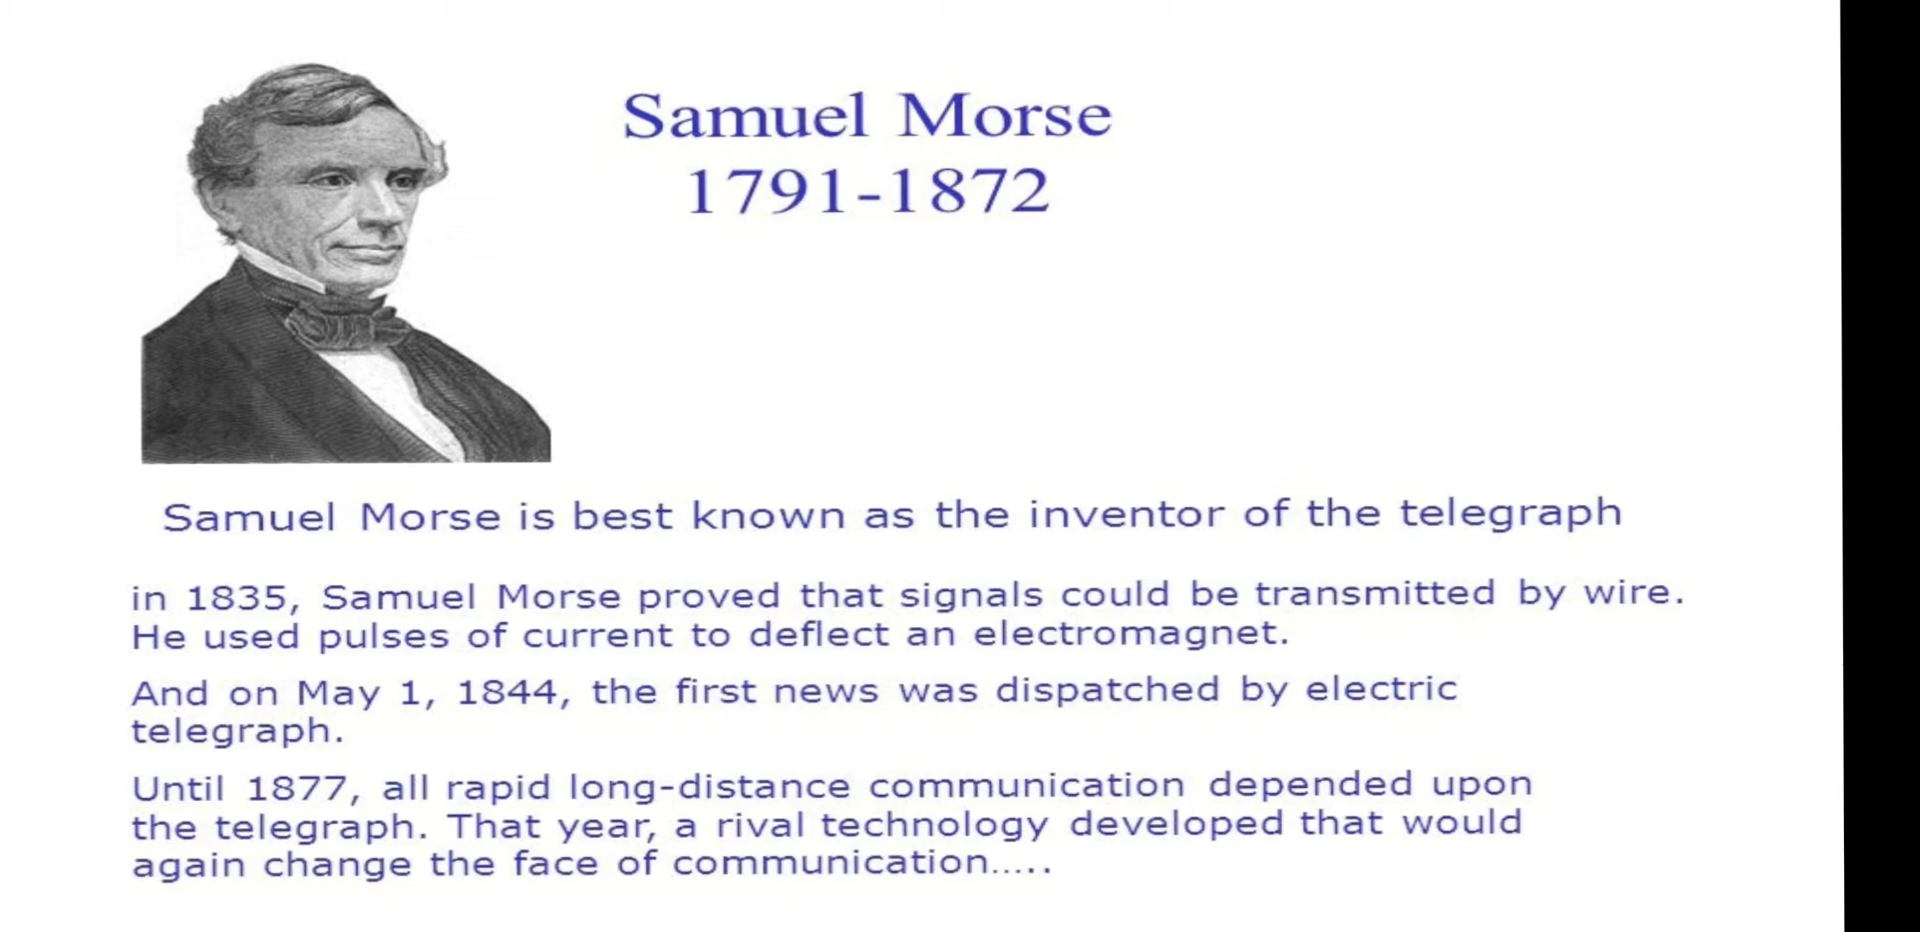 Samuel Morse
1791-1872
Samuel Morse is best known as the inventor of the telegraph
in 1835, Samuel Morse proved that signals could be transmitted by wire.
He used pulses of current to deflect an electromagnet.
And on May 1, 1844, the first news was dispatched by electric
telegraph.
Until 1877, all rapid long-distance communication depended upon
the telegraph. That year, a rival technology developed that would
again change the face of communication.....